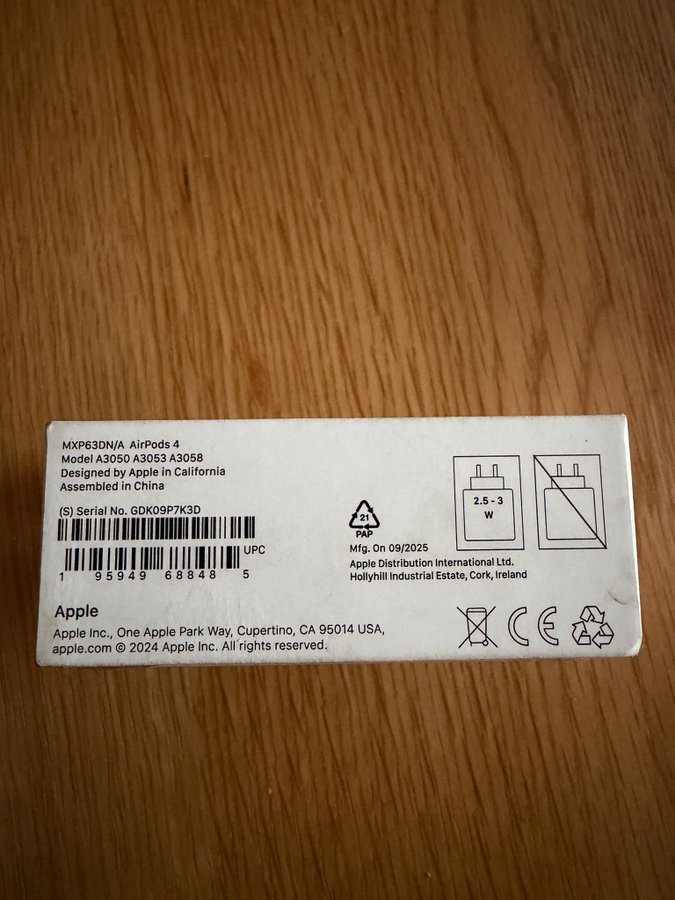 MXP63DN/A AirPods 4
Model A3050 A3053 A3058
Designed by Apple in California
Assembled in China
(S) Serial No. GDK09P7K3D
UPC
1 95949 68848 5
Apple
Apple Inc., One Apple Park Way, Cupertino, CA 95014 USA,
apple.com © 2024 Apple Inc. All rights reserved.
21
PAP
Mfg. On 09/2025
Apple Distribution International Ltd.
Hollyhill Industrial Estate, Cork, Ireland
2.5 - 3
W
CE